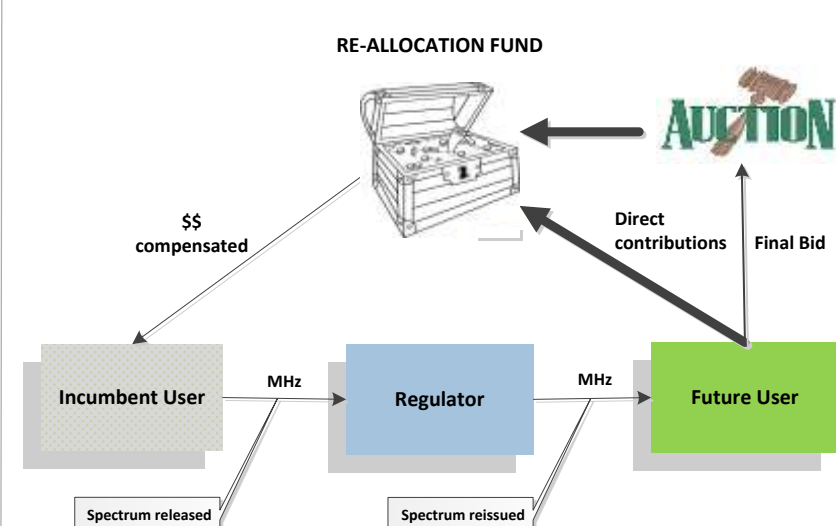 RE-ALLOCATION FUND
AUCTION
$$
compensated
Direct
contributions
Final Bid
Incumbent User
MHz
Regulator
MHz
Future User
Spectrum released
Spectrum reissued